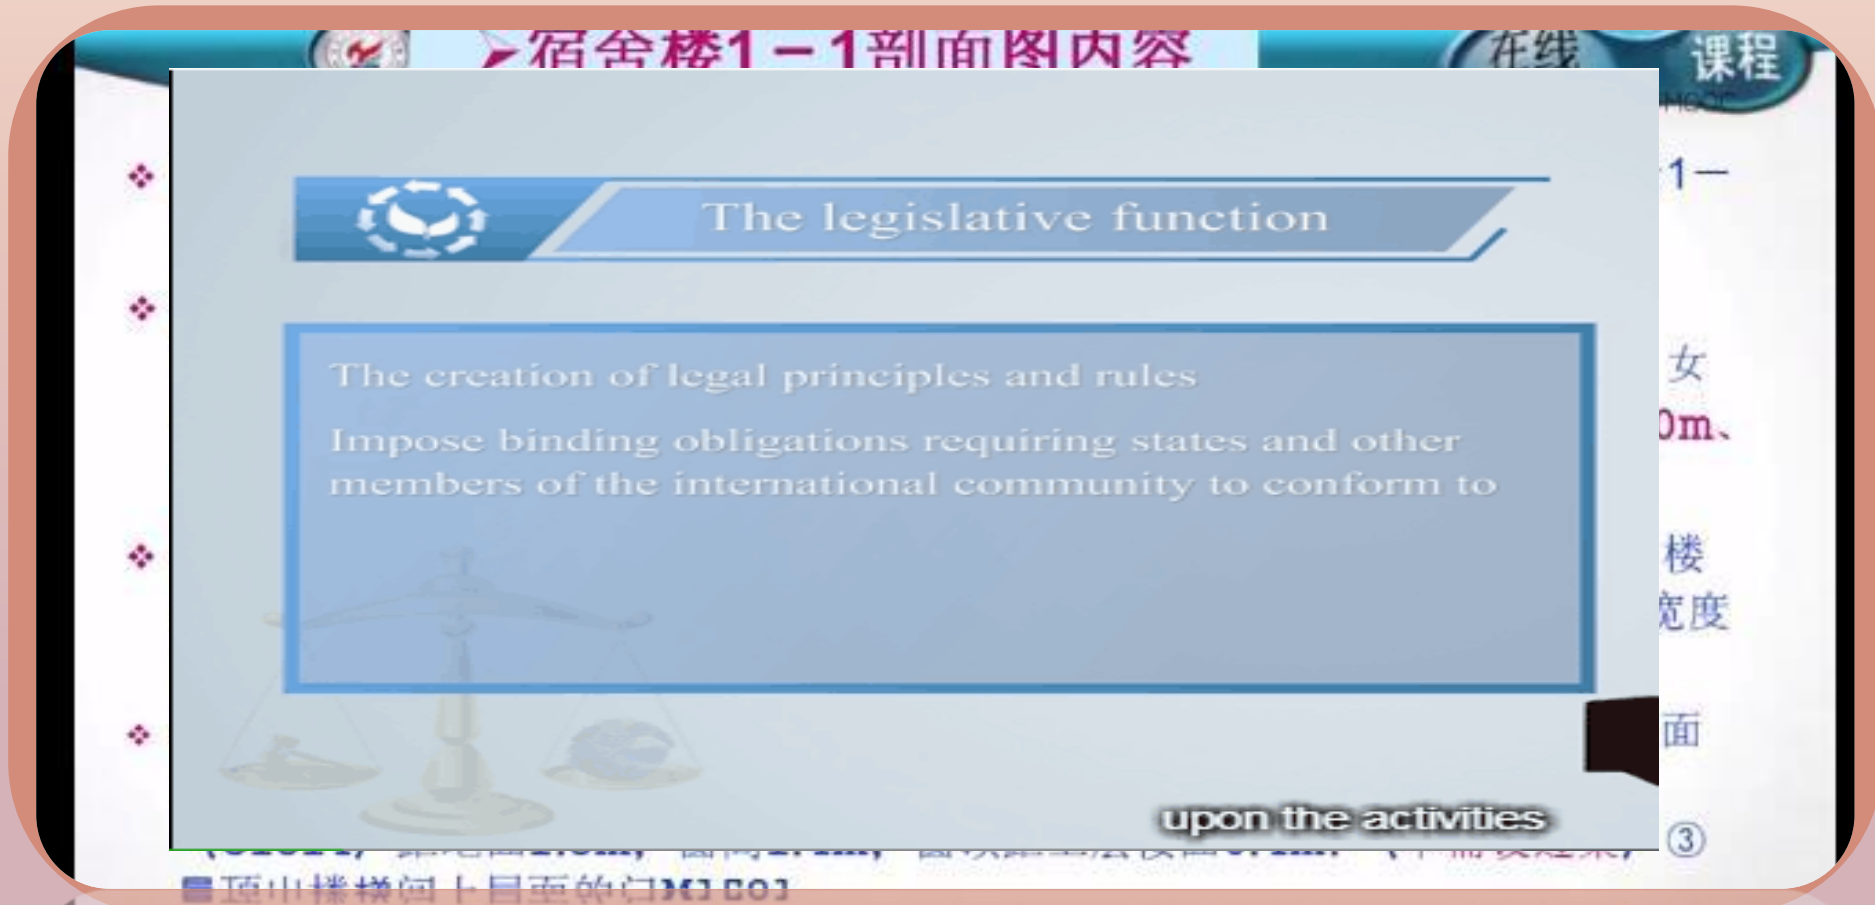 ➢宿舍楼1－1剖面图内容
在线
课程
MOOC
1－
The legislative function
女
The creation of legal principles and rules
0m、
Impose binding obligations requiring states and other
members of the international community to conform to
楼
宽度
面
upon the activities
③